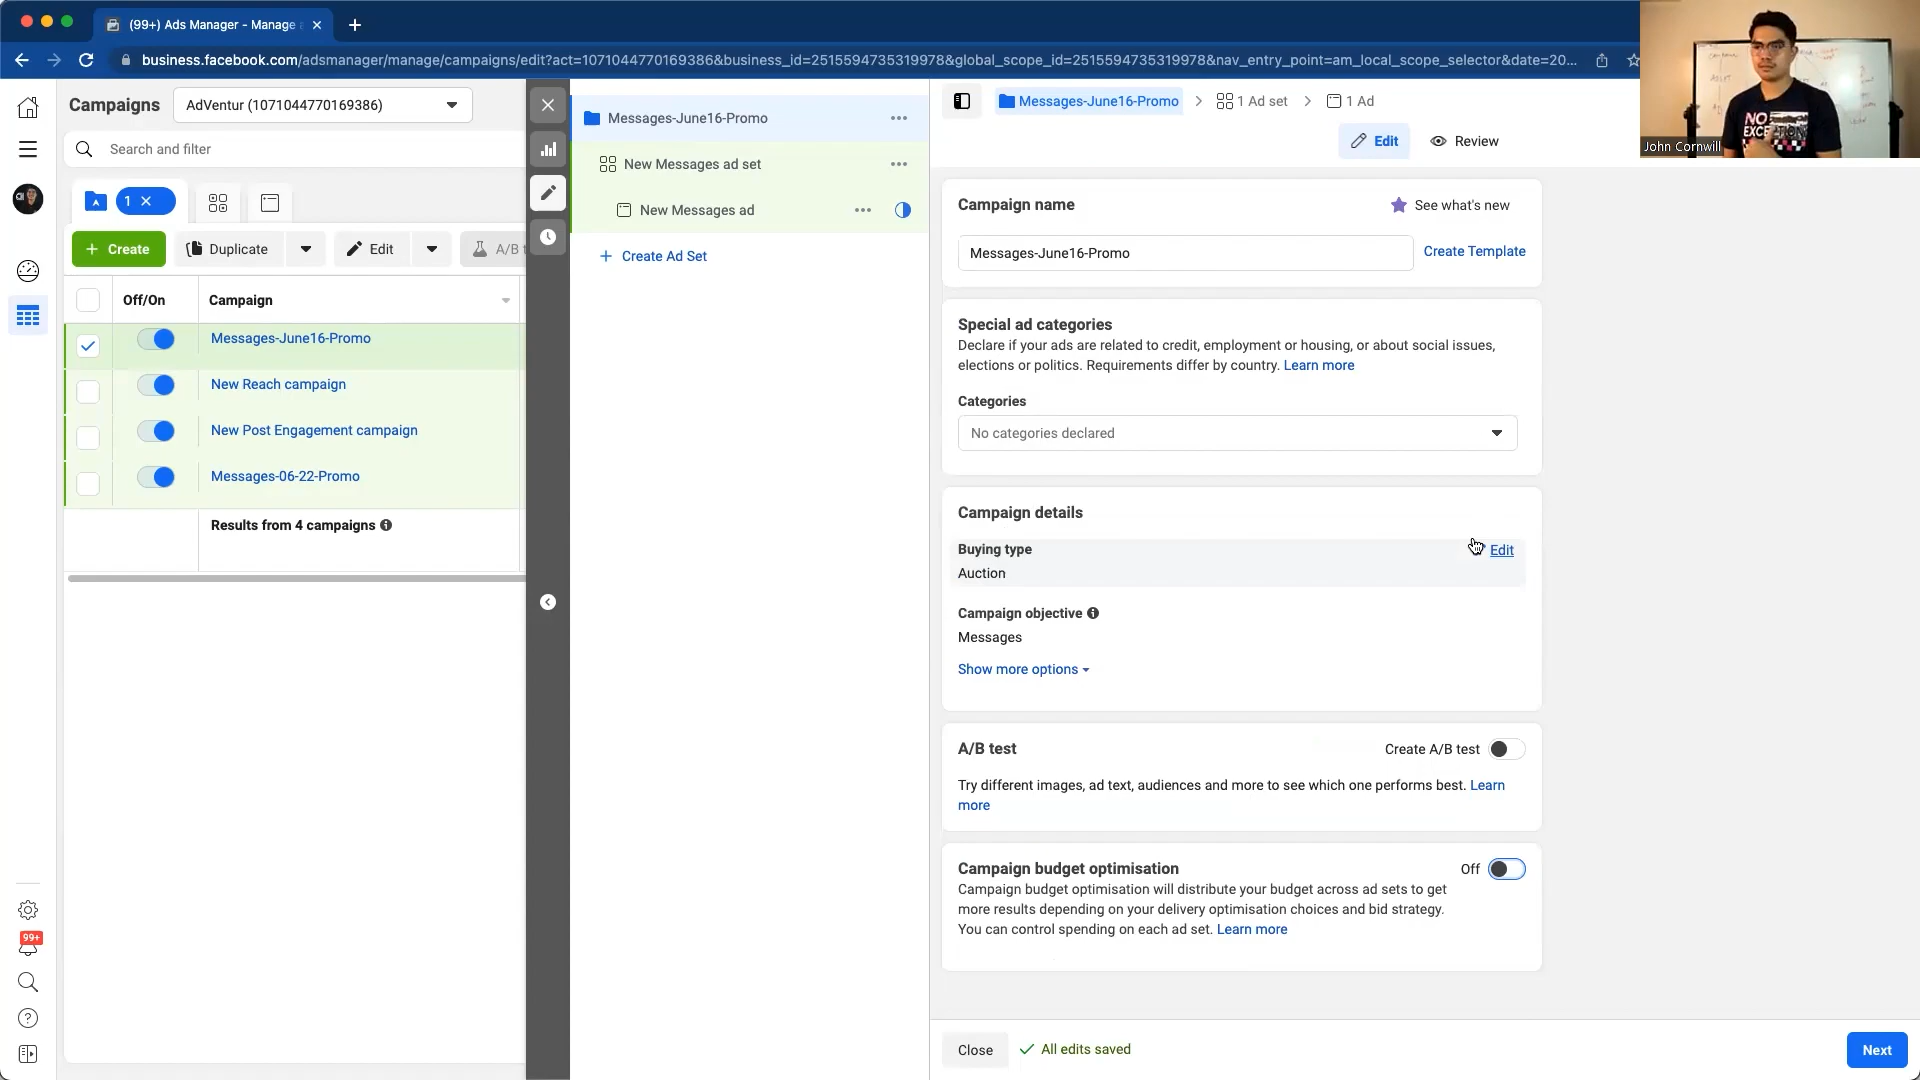 (99+) Ads Manager - Manage
business.facebook.com/adsmanager/manage/campaigns/edit?act=1071044770169386&business_id=2515594735319978&global_scope_id=2515594735319978&nav_entry_point=am_local_scope_selector&date=20...
Campaigns
AdVentur (1071044770169386)
Search and filter
1
Create
Duplicate
Edit
A/B
Off/On
Campaign
Messages-June16-Promo
New Reach campaign
New Post Engagement campaign
Messages-06-22-Promo
Results from 4 campaigns
99+
Messages-June16-Promo
New Messages ad set
New Messages ad
Create Ad Set
Messages-June16-Promo
1 Ad set
1 Ad
Edit
Review
Campaign name
See what's new
Messages-June16-Promo
Create Template
Special ad categories
Declare if your ads are related to credit, employment or housing, or about social issues,
elections or politics. Requirements differ by country. Learn more
Categories
No categories declared
Campaign details
Buying type
Edit
Auction
Campaign objective
Messages
Show more options
A/B test
Create A/B test
Try different images, ad text, audiences and more to see which one performs best. Learn
more
Campaign budget optimisation
Off
Campaign budget optimisation will distribute your budget across ad sets to get
more results depending on your delivery optimisation choices and bid strategy.
You can control spending on each ad set. Learn more
Close
All edits saved
Next
John Cornwill
NO